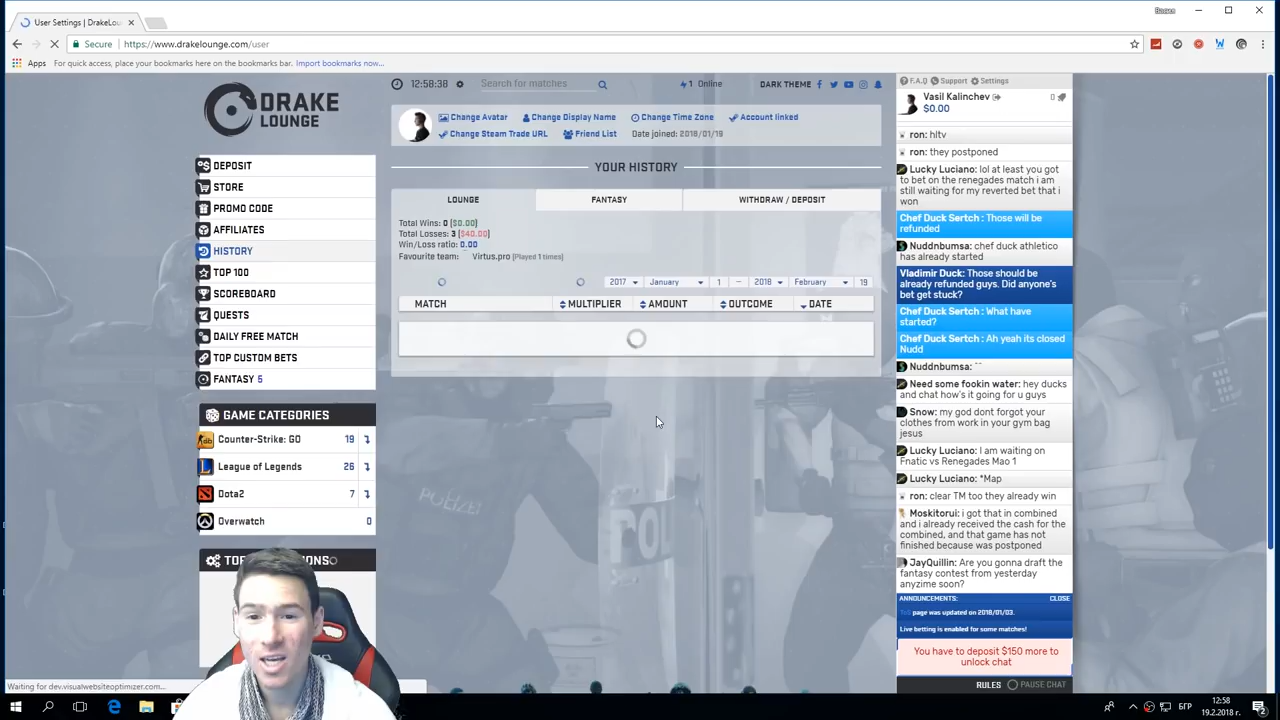 User Settings | DrakeLou
Secure
https://www.drakelounge.com/user
Apps
For quick access, place your bookmarks here on the bookmarks bar. Import bookmarks now...
DRAKE
LOUNGE
12:58:38
Search for matches
1 Online
DARK THEME
Change Avatar
Change Display Name
Change Time Zone
Account linked
Change Steam Trade URL
Friend List
Date joined: 2018/01/19
DEPOSIT
STORE
PROMO CODE
AFFILIATES
HISTORY
TOP 100
SCOREBOARD
QUESTS
DAILY FREE MATCH
TOP CUSTOM BETS
FANTASY 5
GAME CATEGORIES
Counter-Strike: GO 19
League of Legends 26
Dota2 7
Overwatch 0
YOUR HISTORY
LOUNGE
FANTASY
WITHDRAW / DEPOSIT
Total Wins: 0 ($0.00)
Total Losses: 3 ($40.00)
Win/Loss ratio: 0.00
Favourite team: Virtus.pro (Played 1 times)
2017 January 1 – 2018 February 19
MATCH
MULTIPLIER
AMOUNT
OUTCOME
DATE
POLIZEI
F.A.Q
Support
Settings
Vasil Kalinchev
0
$0.00
ron: hltv
ron: they postponed
Lucky Luciano: lol at least you got
to bet on the renegades match i am
still waiting for my reverted bet that i
won
Chef Duck Sertch : Those will be
refunded
Nuddnbumsa: chef duck athletico
has already started
Vladimir Duck: Those should be
already refunded guys. Did anyone's
bet get stuck?
Chef Duck Sertch : What have
started?
Chef Duck Sertch : Ah yeah its closed
Nudd
Nuddnbumsa: ^^
Need some fookin water: hey ducks
and chat how's it going for u guys
Snow: my god dont forgot your
clothes from work in your gym bag
jesus
Lucky Luciano: I am waiting on
Fnatic vs Renegades Mao 1
Lucky Luciano: *Map
ron: clear TM too they already win
Moskitorui: i got that in combined
and i already received the cash for the
combined, and that game has not
finished because was postponed
JayQuillin: Are you gonna draft the
fantasy contest from yesterday
anyzime soon?
ANNOUNCEMENTS:
CLOSE
ToS page was updated on 2018/01/03.
Live betting is enabled for some matches!
You have to deposit $150 more to
unlock chat
RULES
PAUSE CHAT
Waiting for dev.visualwebsiteoptimizer.com...
БГР
12:58
19.2.2018 г.
2